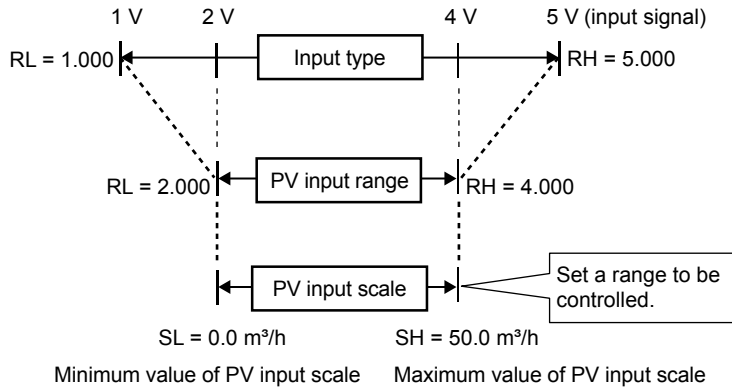 1 V 2 V 4 V 5 V (input signal)
RL = 1.000 Input type RH = 5.000
RL = 2.000 PV input range RH = 4.000
PV input scale
Set a range to be
controlled.
SL = 0.0 m³/h SH = 50.0 m³/h
Minimum value of PV input scale Maximum value of PV input scale